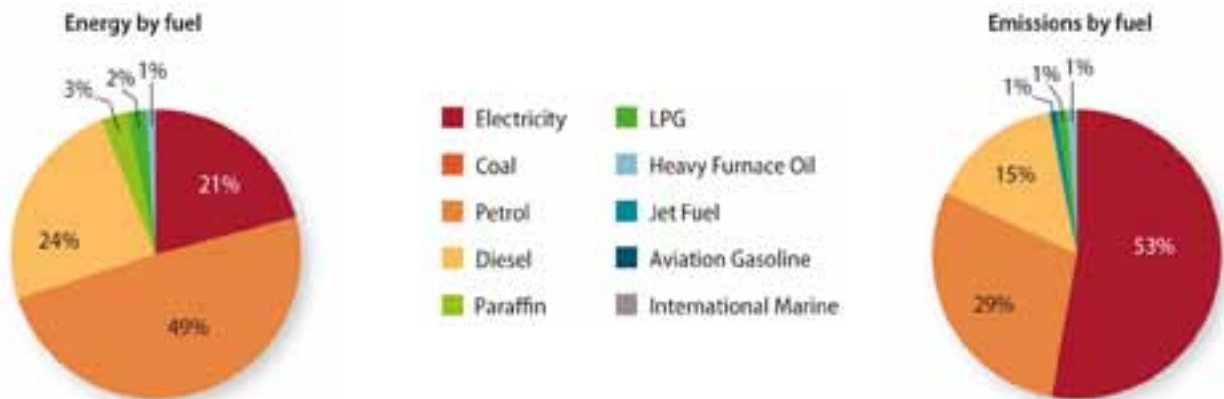 Energy by fuel
3%
2%
1%
21%
24%
49%
Electricity
Coal
Petrol
Diesel
Paraffin
LPG
Heavy Furnace Oil
Jet Fuel
Aviation Gasoline
International Marine
Emissions by fuel
1%
1%
1%
15%
53%
29%